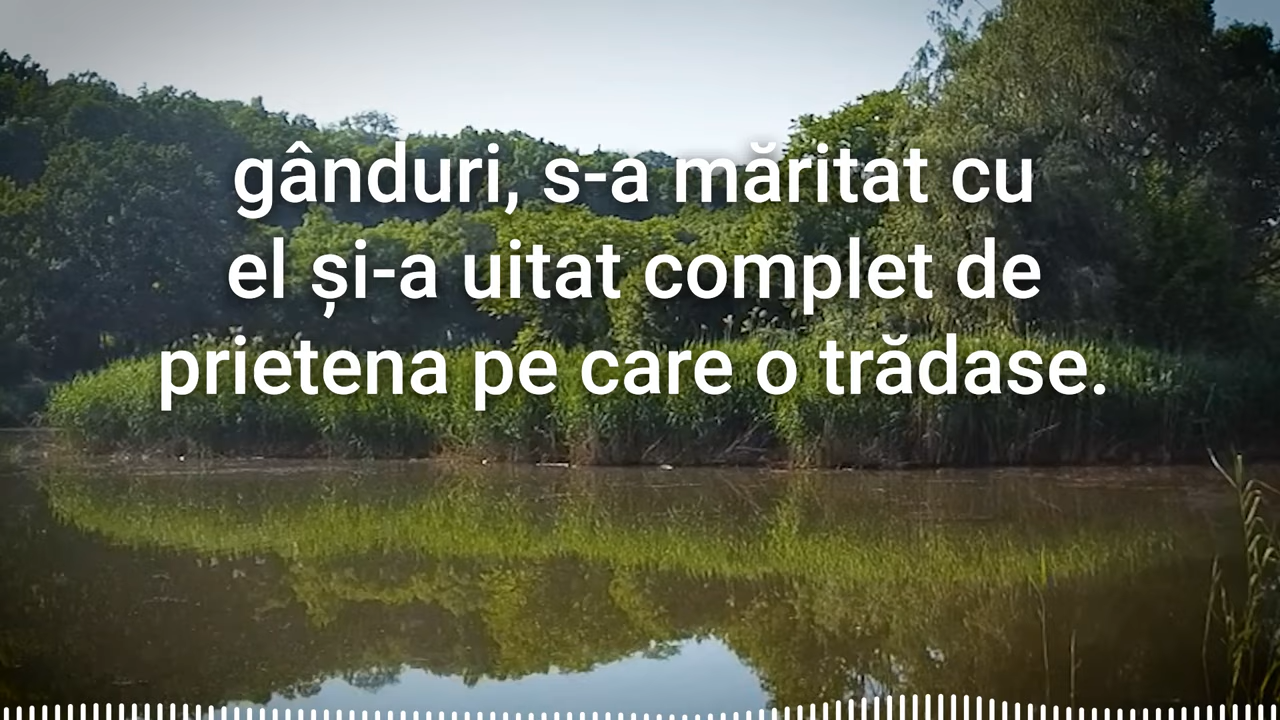 gânduri, s-a măritat cu
el și-a uitat complet de
prietena pe care o trădase.